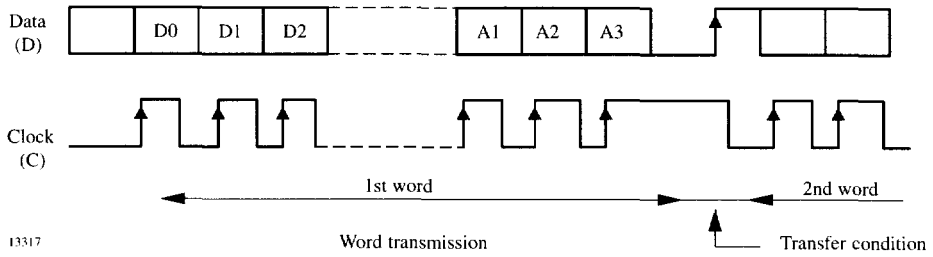 Data
(D)
D0 D1 D2 A1 A2 A3
Clock
(C)
1st word 2nd word
13317 Word transmission Transfer condition